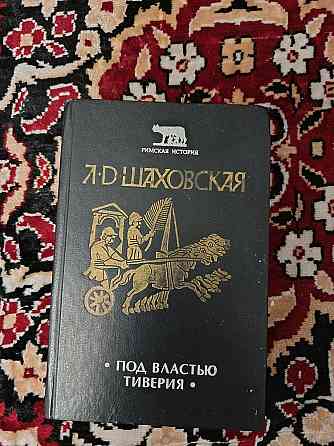 РИМСКАЯ ИСТОРИЯ
Л·D ШАХОВСКАЯ
• ПОД ВЛАСТЬЮ
ТИВЕРИЯ •